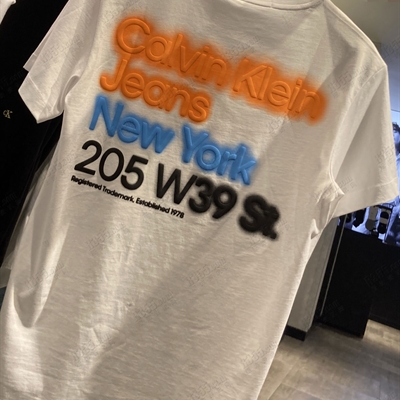 Calvin Klein
Jeans
New York
205 W39 St.
Registered Trademark. Established 1978